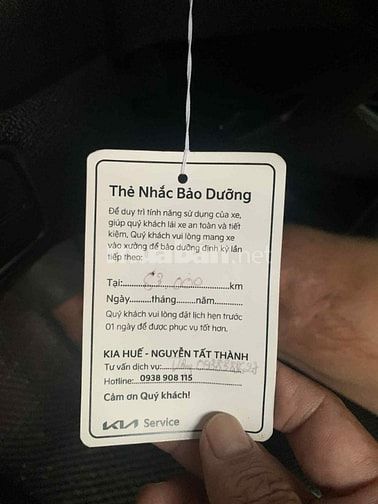 Thẻ Nhắc Bảo Dưỡng
Để duy trì tính năng sử dụng của xe,
giúp quý khách lái xe an toàn và tiết
kiệm. Quý khách vui lòng mang xe
vào xưởng để bảo dưỡng định kỳ lần
tiếp theo:
Tại:..............................km
Ngày.........tháng.........năm.........
Quý khách vui lòng đặt lịch hẹn trước
01 ngày để được phục vụ tốt hơn.
KIA HUẾ - NGUYỄN TẤT THÀNH
Tư vấn dịch vụ:
Hotline: 0938 908 115
Cảm ơn Quý khách!
KIA Service